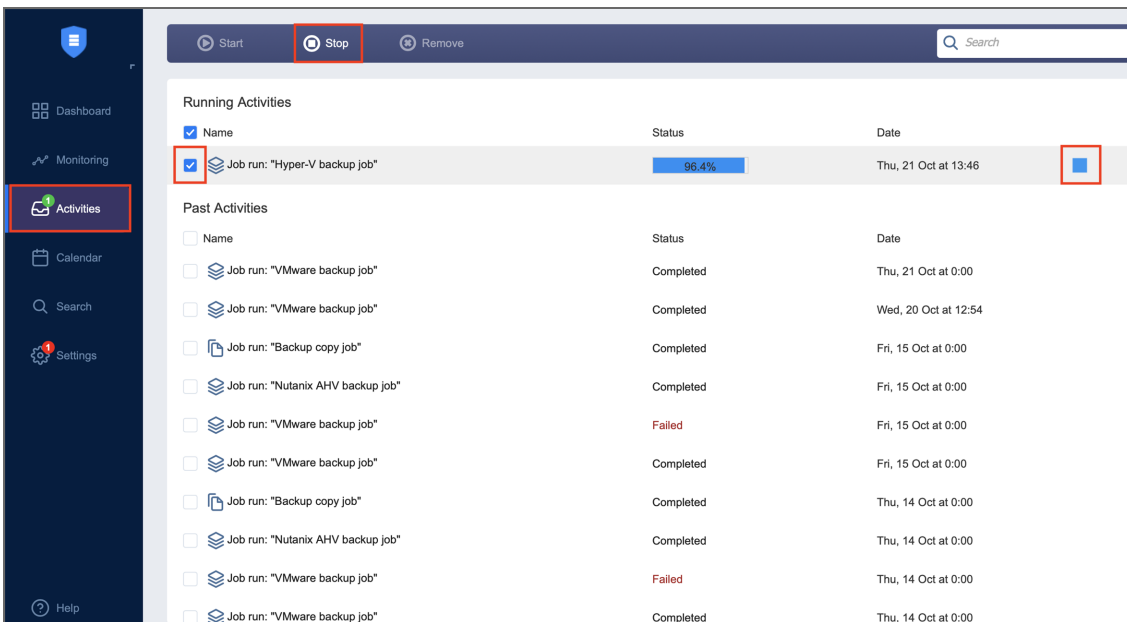 Start Stop Remove Search
Dashboard
Monitoring
1
Activities
Calendar
Search
1
Settings
Help
Running Activities
Name Status Date
Job run: "Hyper-V backup job" 96.4% Thu, 21 Oct at 13:46
Past Activities
Name Status Date
Job run: "VMware backup job" Completed Thu, 21 Oct at 0:00
Job run: "VMware backup job" Completed Wed, 20 Oct at 12:54
Job run: "Backup copy job" Completed Fri, 15 Oct at 0:00
Job run: "Nutanix AHV backup job" Completed Fri, 15 Oct at 0:00
Job run: "VMware backup job" Failed Fri, 15 Oct at 0:00
Job run: "VMware backup job" Completed Fri, 15 Oct at 0:00
Job run: "Backup copy job" Completed Thu, 14 Oct at 0:00
Job run: "Nutanix AHV backup job" Completed Thu, 14 Oct at 0:00
Job run: "VMware backup job" Failed Thu, 14 Oct at 0:00
Job run: "VMware backup job" Completed Thu, 14 Oct at 0:00